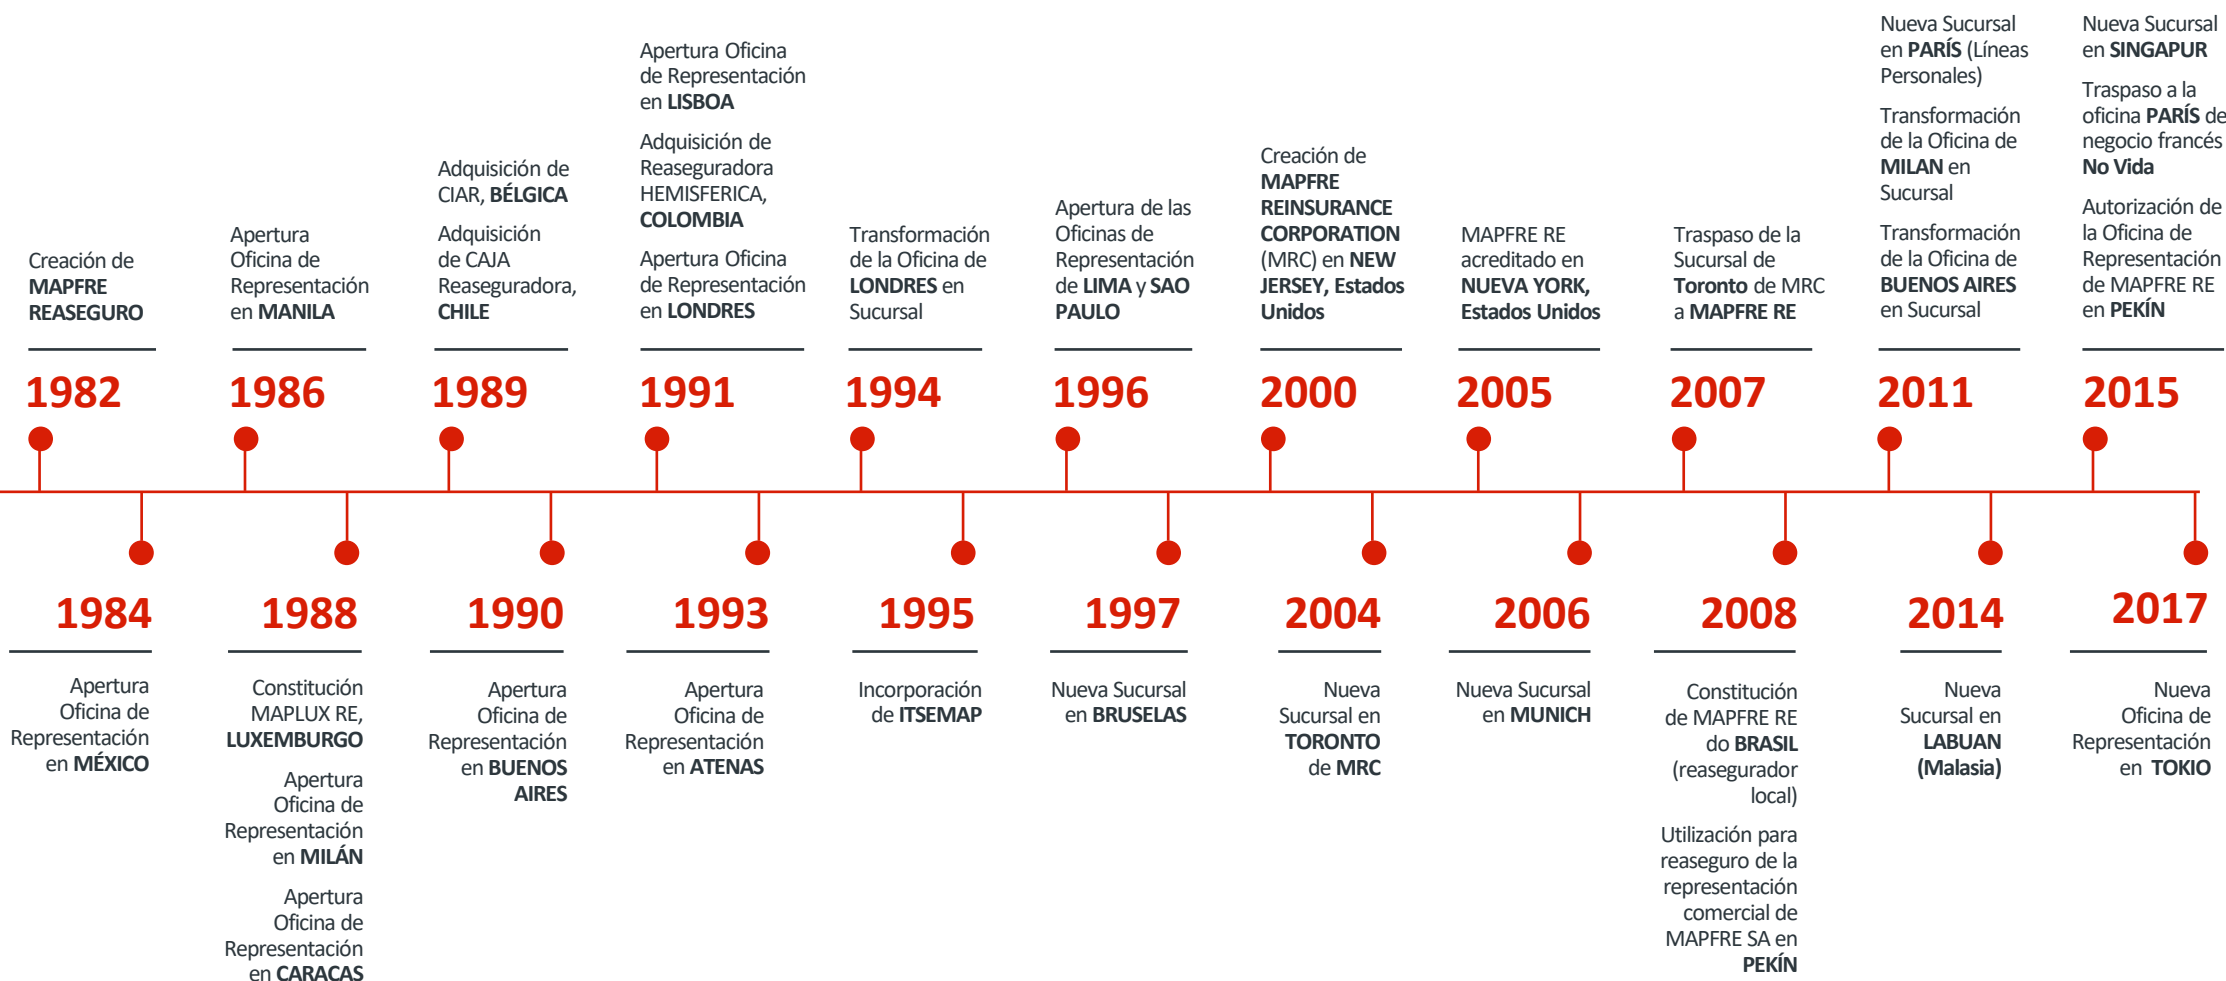 Creación de
MAPFRE
REASEGURO
1982
1984
Apertura
Oficina de
Representación
en MÉXICO
Apertura
Oficina de
Representación
en MANILA
1986
1988
Constitución
MAPLUX RE,
LUXEMBURGO
Apertura
Oficina de
Representación
en MILÁN
Apertura
Oficina de
Representación
en CARACAS
Adquisición de
CIAR, BÉLGICA
Adquisición
de CAJA
Reaseguradora,
CHILE
1989
1990
Apertura
Oficina de
Representación
en BUENOS
AIRES
Apertura Oficina
de Representación
en LISBOA
Adquisición de
Reaseguradora
HEMISFERICA,
COLOMBIA
Apertura Oficina
de Representación
en LONDRES
1991
1993
Apertura
Oficina de
Representación
en ATENAS
Transformación
de la Oficina de
LONDRES en
Sucursal
1994
1995
Incorporación
de ITSEMAP
Apertura de las
Oficinas de
Representación
de LIMA y SAO
PAULO
1996
1997
Nueva Sucursal
en BRUSELAS
Creación de
MAPFRE
REINSURANCE
CORPORATION
(MRC) en NEW
JERSEY, Estados
Unidos
2000
2004
Nueva
Sucursal en
TORONTO
de MRC
MAPFRE RE
acreditado en
NUEVA YORK,
Estados Unidos
2005
2006
Nueva Sucursal
en MUNICH
Traspaso de la
Sucursal de
Toronto de MRC
a MAPFRE RE
2007
2008
Constitución
de MAPFRE RE
do BRASIL
(reasegurador
local)
Utilización para
reaseguro de la
representación
comercial de
MAPFRE SA en
PEKÍN
Nueva Sucursal
en PARÍS (Líneas
Personales)
Transformación
de la Oficina de
MILAN en
Sucursal
Transformación
de la Oficina de
BUENOS AIRES
en Sucursal
2011
2014
Nueva
Sucursal en
LABUAN
(Malasia)
Nueva Sucursal
en SINGAPUR
Traspaso a la
oficina PARÍS de
negocio francés
No Vida
Autorización de
la Oficina de
Representación
de MAPFRE RE
en PEKÍN
2015
2017
Nueva
Oficina de
Representación
en TOKIO